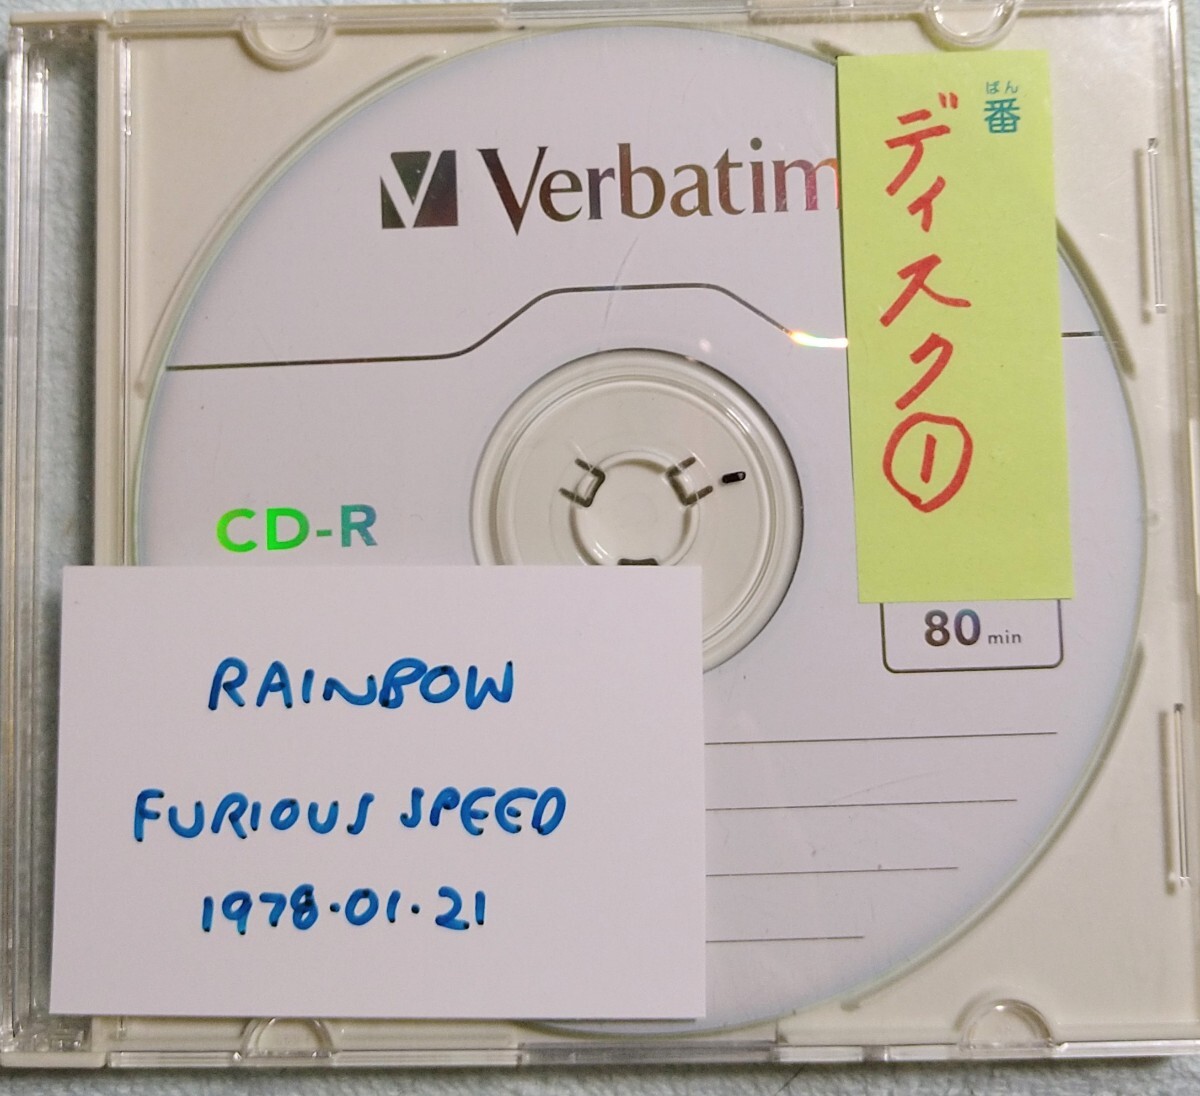 Verbatim
ばん
番
ディスク①
CD-R
80 min
RAINBOW
FURIOUS SPEED
1978.01.21